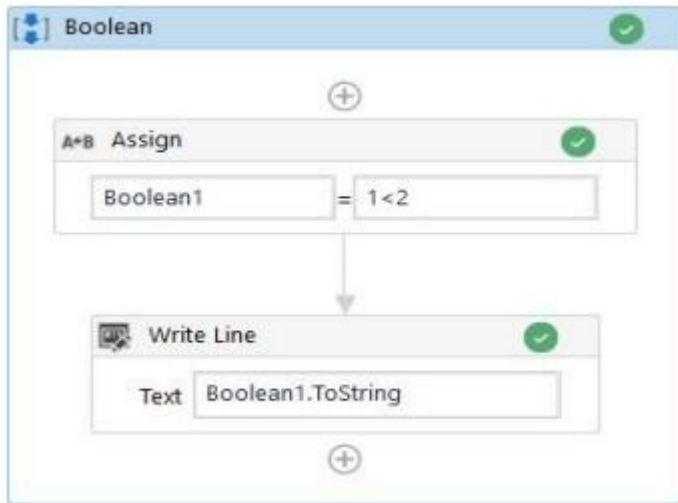 Boolean
A+B Assign
Boolean1 = 1<2
Write Line
Text Boolean1.ToString